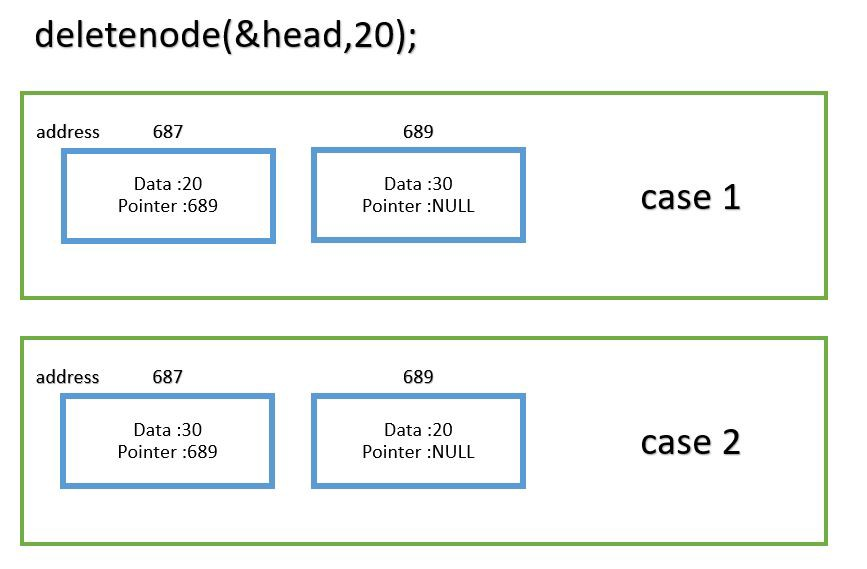 deletenode(&head,20);
address 687 689
Data :20 Data :30
Pointer :689 Pointer :NULL
case 1
address 687 689
Data :30 Data :20
Pointer :689 Pointer :NULL
case 2